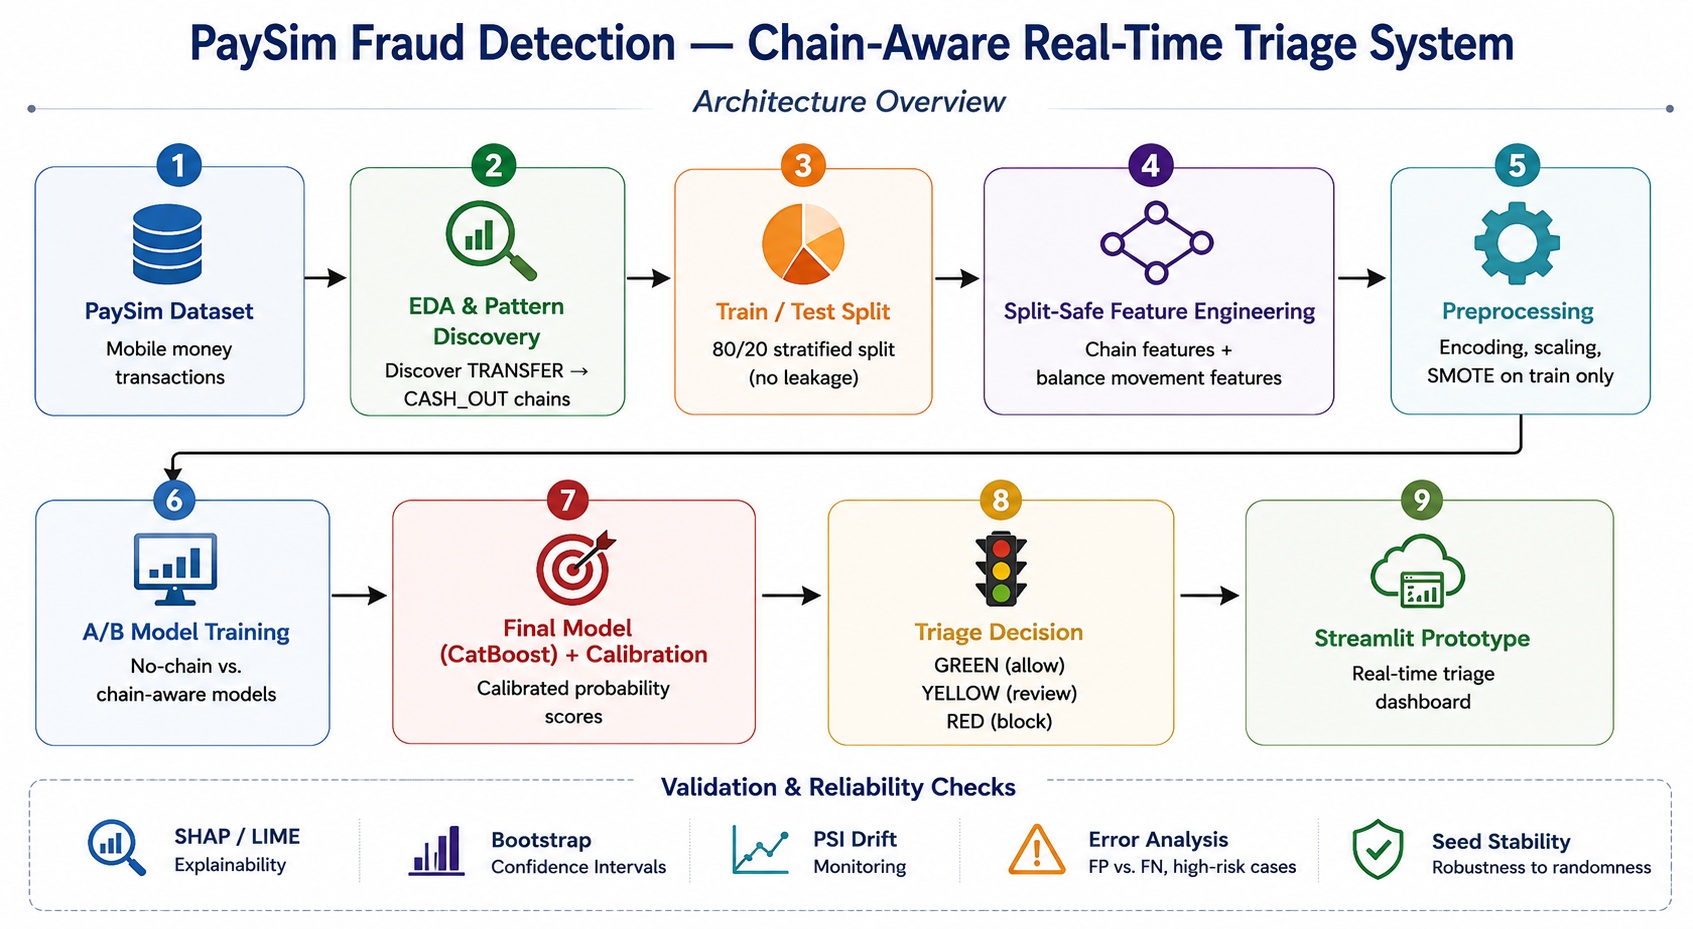 PaySim Fraud Detection — Chain-Aware Real-Time Triage System
Architecture Overview
1
PaySim Dataset
Mobile money
transactions
2
EDA & Pattern
Discovery
Discover TRANSFER →
CASH_OUT chains
3
Train / Test Split
80/20 stratified split
(no leakage)
4
Split-Safe Feature Engineering
Chain features +
balance movement features
5
Preprocessing
Encoding, scaling,
SMOTE on train only
6
A/B Model Training
No-chain vs.
chain-aware models
7
Final Model
(CatBoost) + Calibration
Calibrated probability
scores
8
Triage Decision
GREEN (allow)
YELLOW (review)
RED (block)
9
Streamlit Prototype
Real-time triage
dashboard
Validation & Reliability Checks
SHAP / LIME
Explainability
Bootstrap
Confidence Intervals
PSI Drift
Monitoring
Error Analysis
FP vs. FN, high-risk cases
Seed Stability
Robustness to randomness